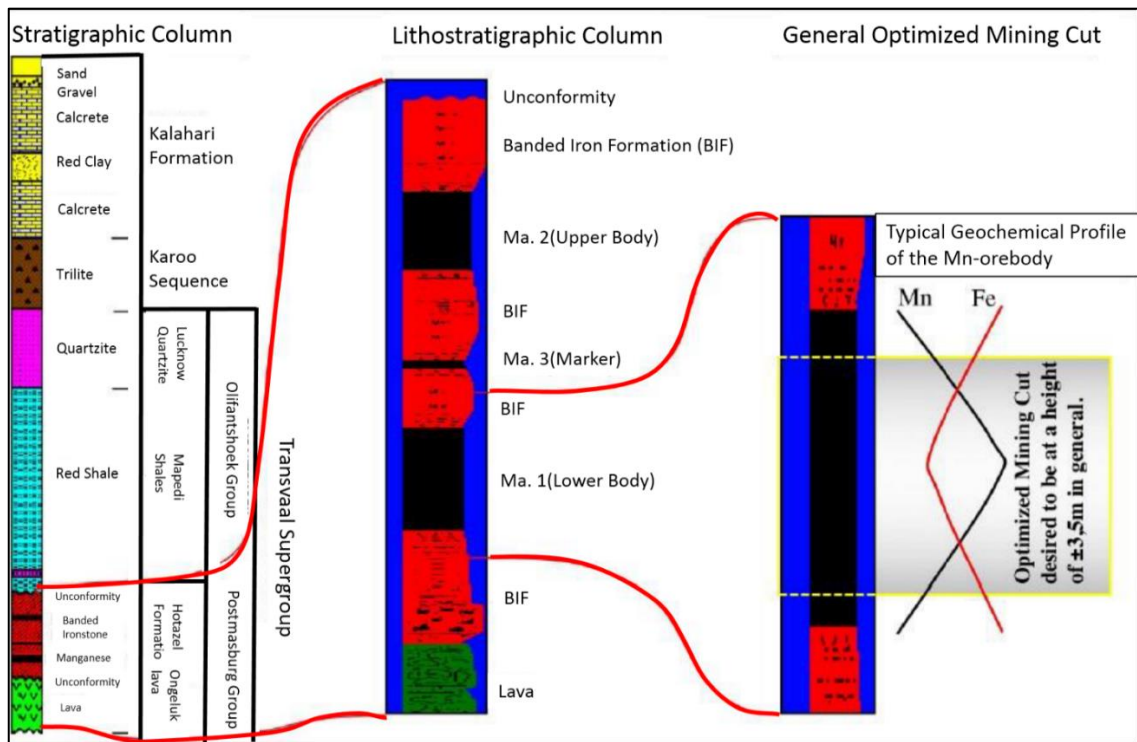 Stratigraphic Column
Sand
Gravel
Calcrete
Red Clay
Calcrete
Trilite
Quartzite
Red Shale
Unconformity
Banded
Ironstone
Manganese
Unconformity
Lava
Kalahari
Formation
Karoo
Sequence
Lucknow
Quartzite
Mapedi
Shales
Hotazel
Formatio
Ongeluk
lava
Olifantshoek Group
Postmasburg Group
Transvaal Supergroup
Lithostratigraphic Column
Unconformity
Banded Iron Formation (BIF)
Ma. 2(Upper Body)
BIF
Ma. 3(Marker)
BIF
Ma. 1(Lower Body)
BIF
Lava
General Optimized Mining Cut
Typical Geochemical Profile
of the Mn-orebody
Mn Fe
Optimized Mining Cut
desired to be at a height
of ±3,5m in general.